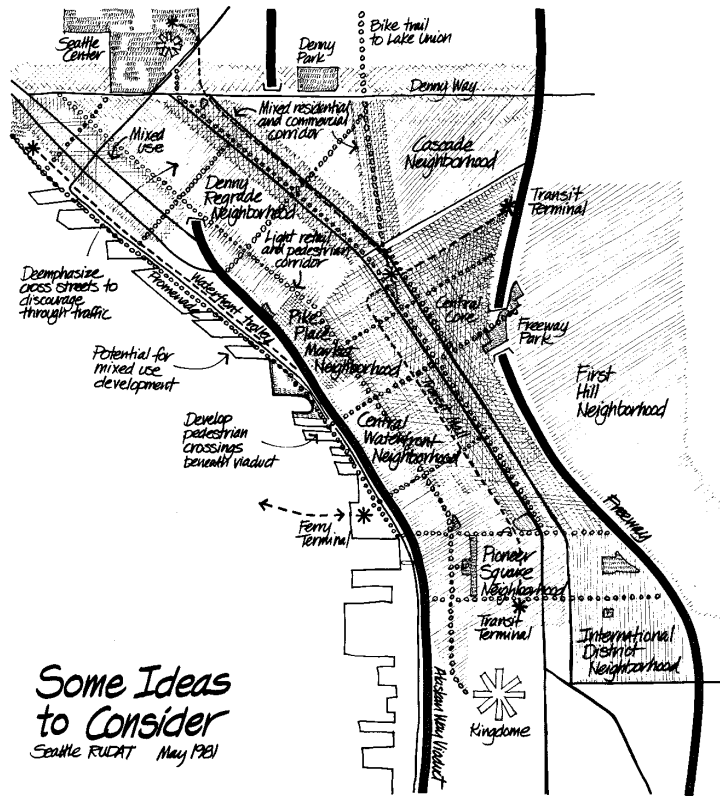 Bike trail
to Lake Union
Seattle
Center
Denny
Park
Denny Way
Mixed residential
and commercial
corridor
Mixed
use
Cascade
Neighborhood
Denny
Regrade
Neighborhood
Transit
Terminal
Light retail
and pedestrian
corridor
Deemphasize
cross streets to
discourage
through traffic
Promenade
Waterfront Trolley
Central
Core
Pike
Place
Market
Neighborhood
Freeway
Park
Potential for
mixed use
development
First
Hill
Neighborhood
Transit Mall
Develop
pedestrian
crossings
beneath viaduct
Central
Waterfront
Neighborhood
Freeway
Ferry
Terminal
Pioneer
Square
Neighborhood
Transit
Terminal
International
District
Neighborhood
Alaskan Way Viaduct
Kingdome
Some Ideas
to Consider
Seattle RUDAT May 1981